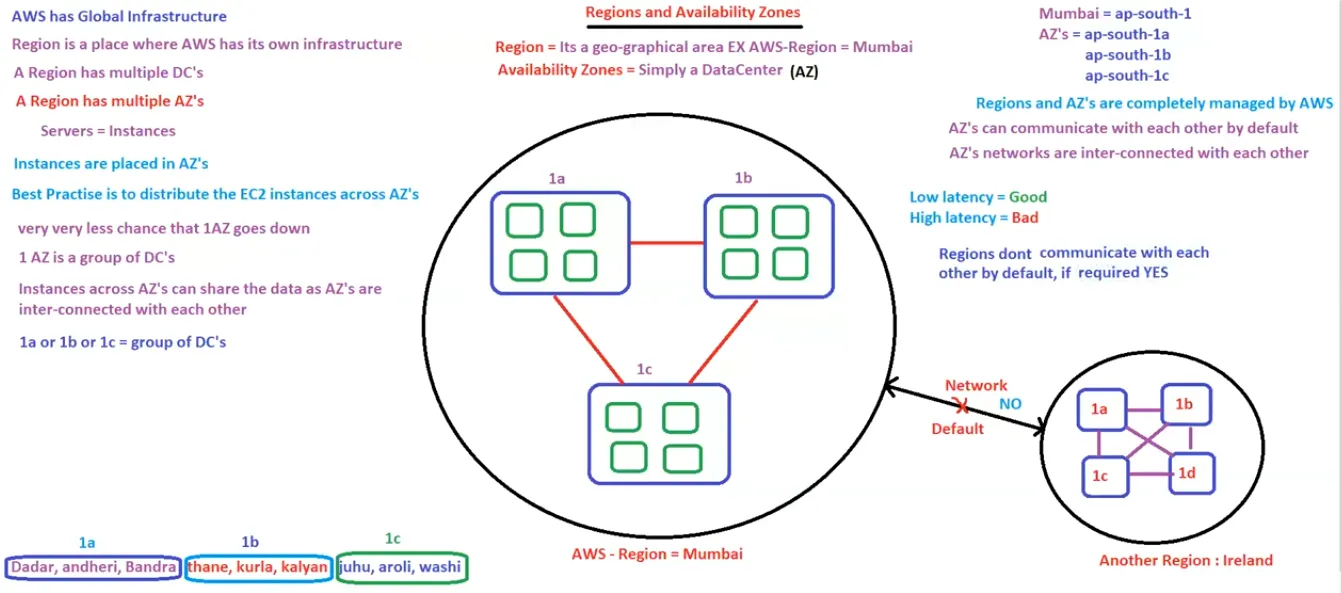 Regions and Availability Zones
AWS has Global Infrastructure
Region is a place where AWS has its own infrastructure
A Region has multiple DC's
A Region has multiple AZ's
Servers = Instances
Instances are placed in AZ's
Best Practise is to distribute the EC2 instances across AZ's
very very less chance that 1AZ goes down
1 AZ is a group of DC's
Instances across AZ's can share the data as AZ's are
inter-connected with each other
1a or 1b or 1c = group of DC's
Region = Its a geo-graphical area EX AWS-Region = Mumbai
Availability Zones = Simply a DataCenter (AZ)
1a
1b
1c
AWS - Region = Mumbai
Mumbai = ap-south-1
AZ's = ap-south-1a
ap-south-1b
ap-south-1c
Regions and AZ's are completely managed by AWS
AZ's can communicate with each other by default
AZ's networks are inter-connected with each other
Low latency = Good
High latency = Bad
Regions dont communicate with each
other by default, if required YES
Network
NO
Default
1a
1b
1c
1d
Another Region : Ireland
1a
1b
1c
Dadar, andheri, Bandra
thane, kurla, kalyan
juhu, aroli, washi